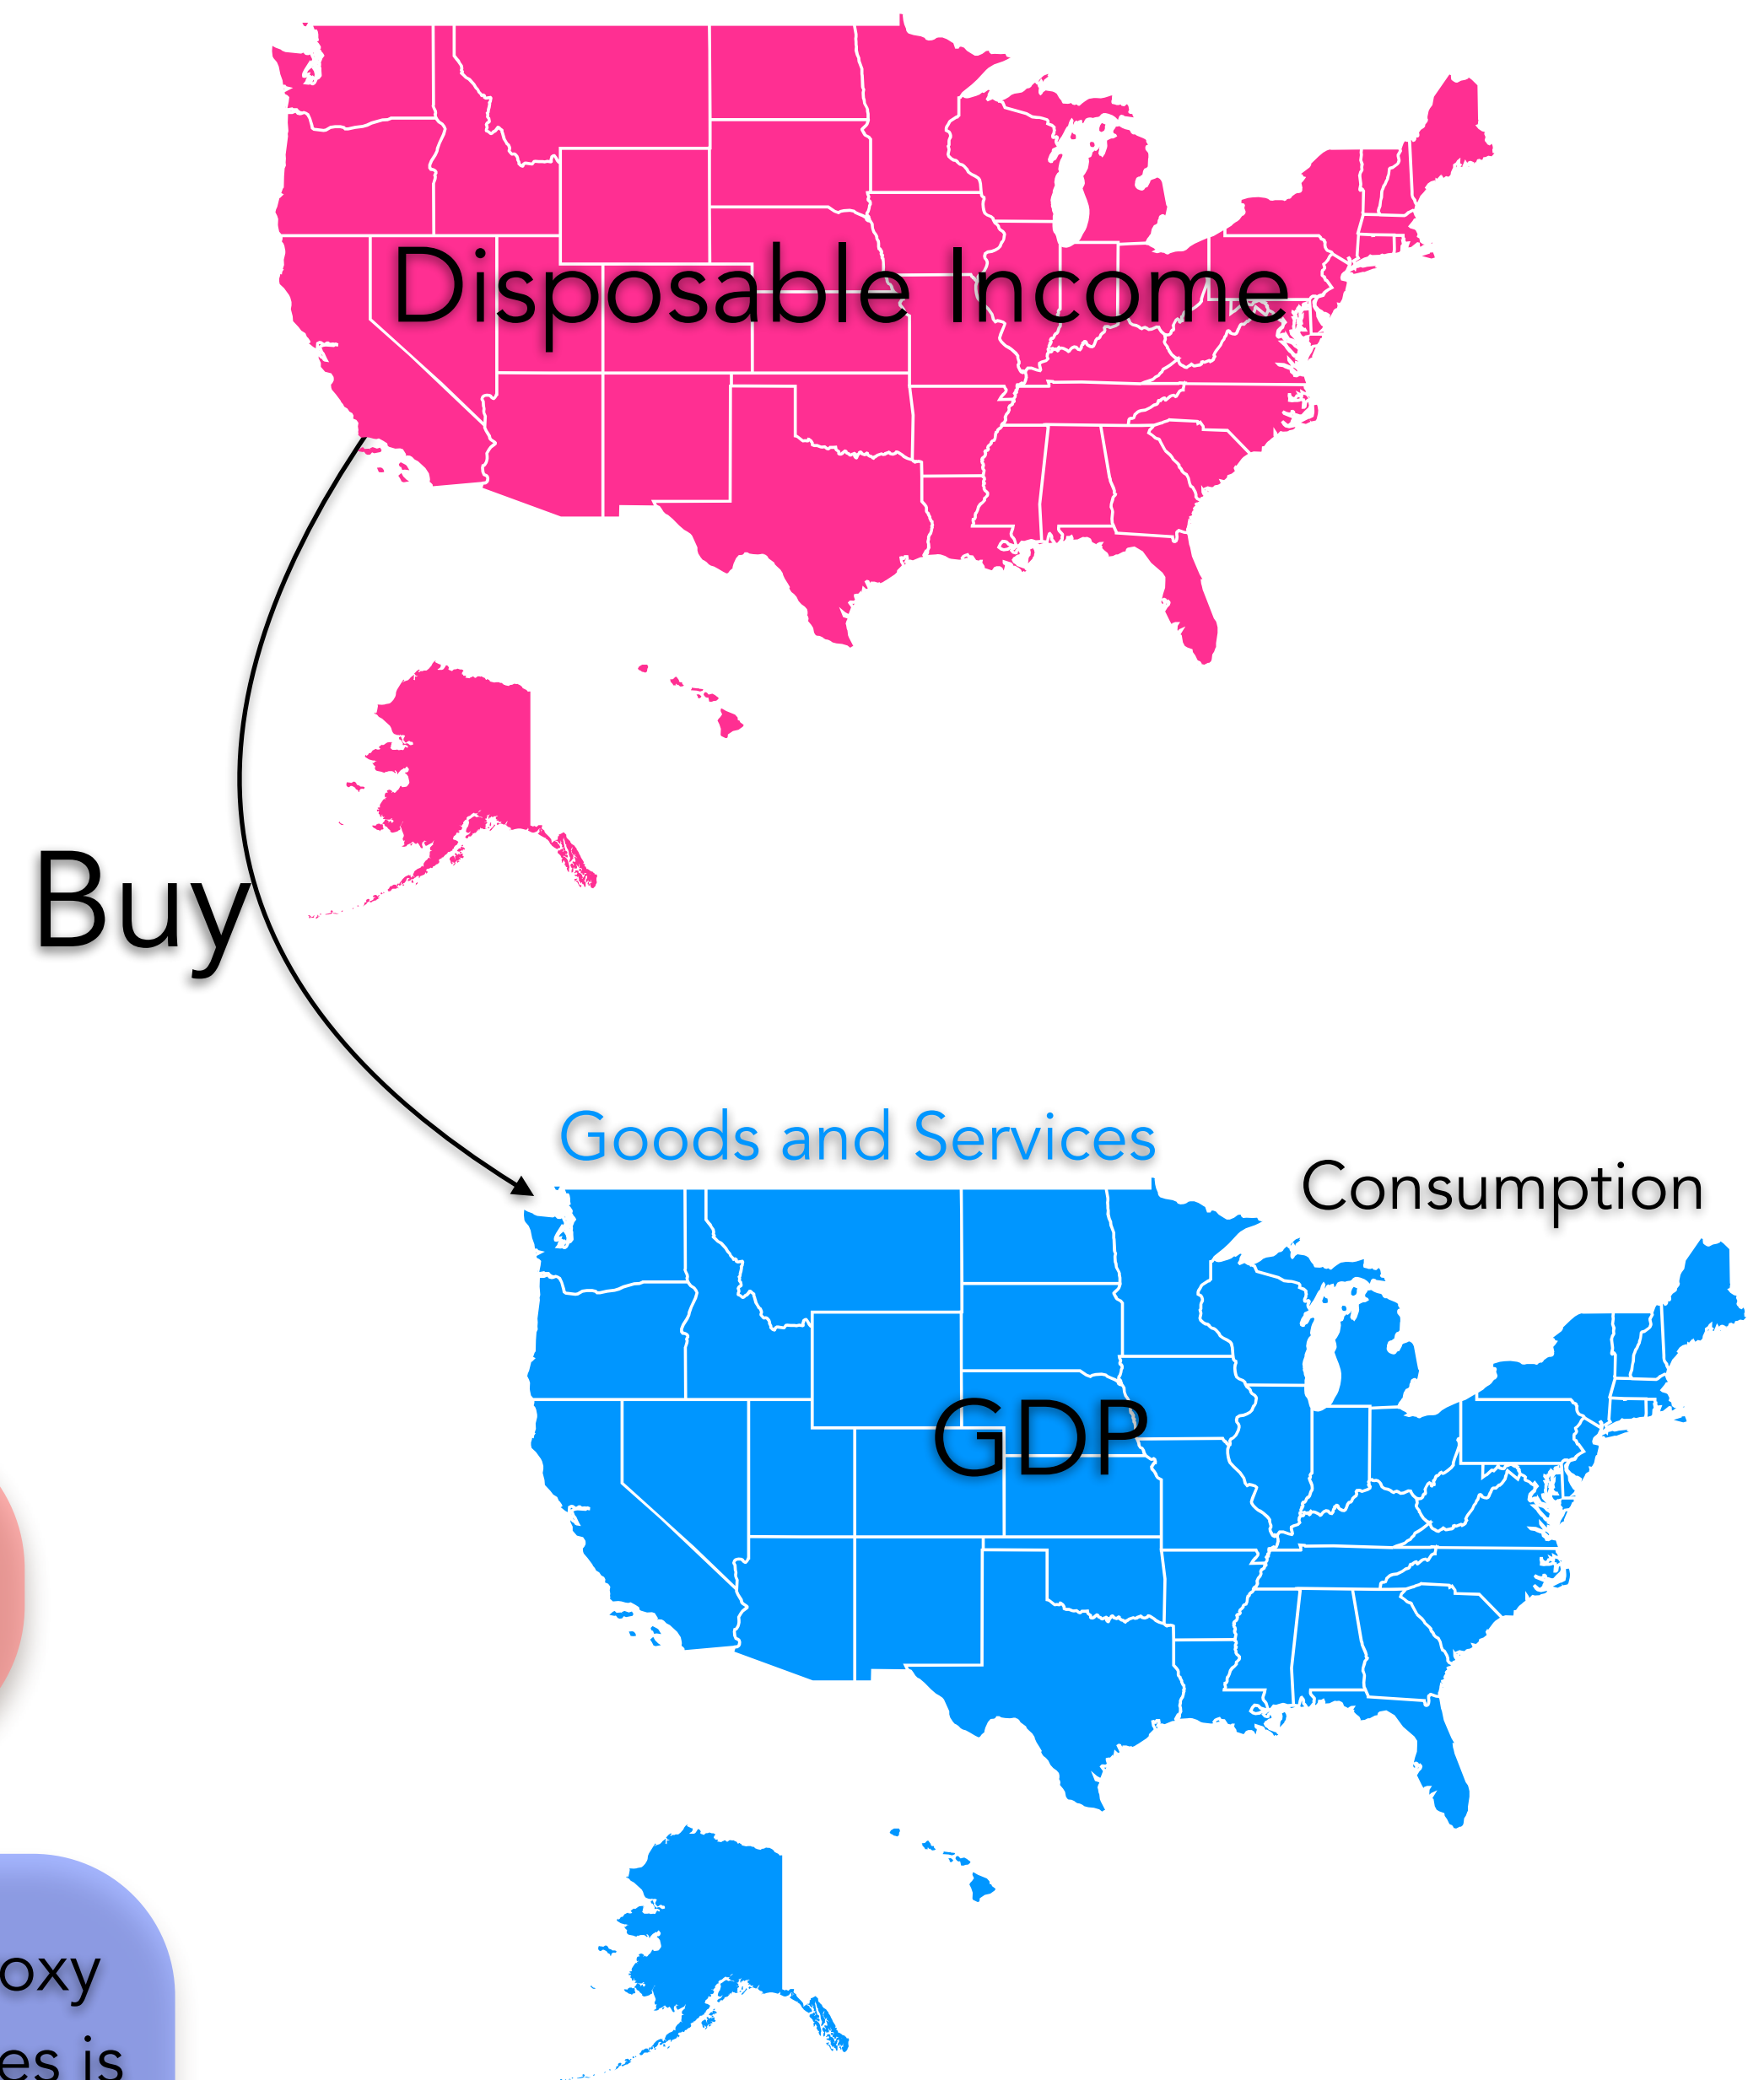 Disposable Income
Buy
Goods and Services
Consumption
GDP